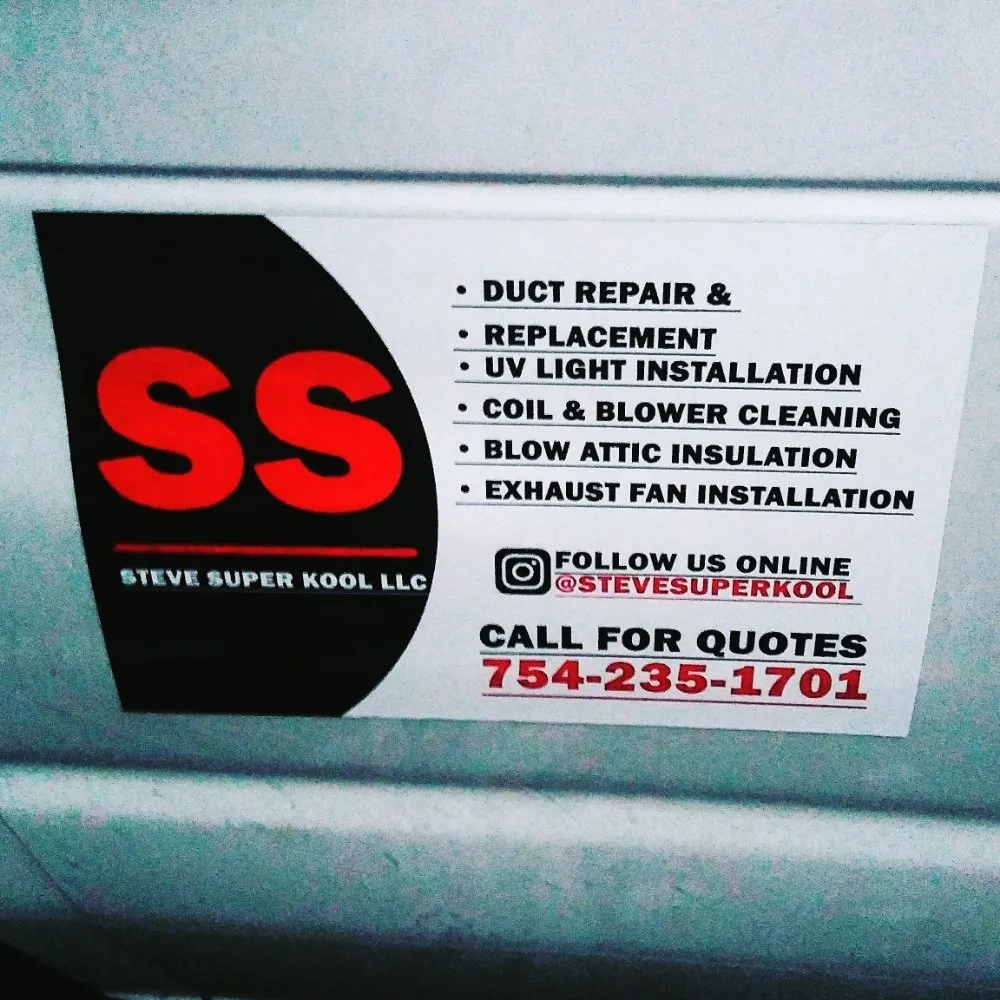 SS
STEVE SUPER KOOL LLC
• DUCT REPAIR &
• REPLACEMENT
• UV LIGHT INSTALLATION
• COIL & BLOWER CLEANING
• BLOW ATTIC INSULATION
• EXHAUST FAN INSTALLATION
FOLLOW US ONLINE
@STEVESUPERKOOL
CALL FOR QUOTES
754-235-1701